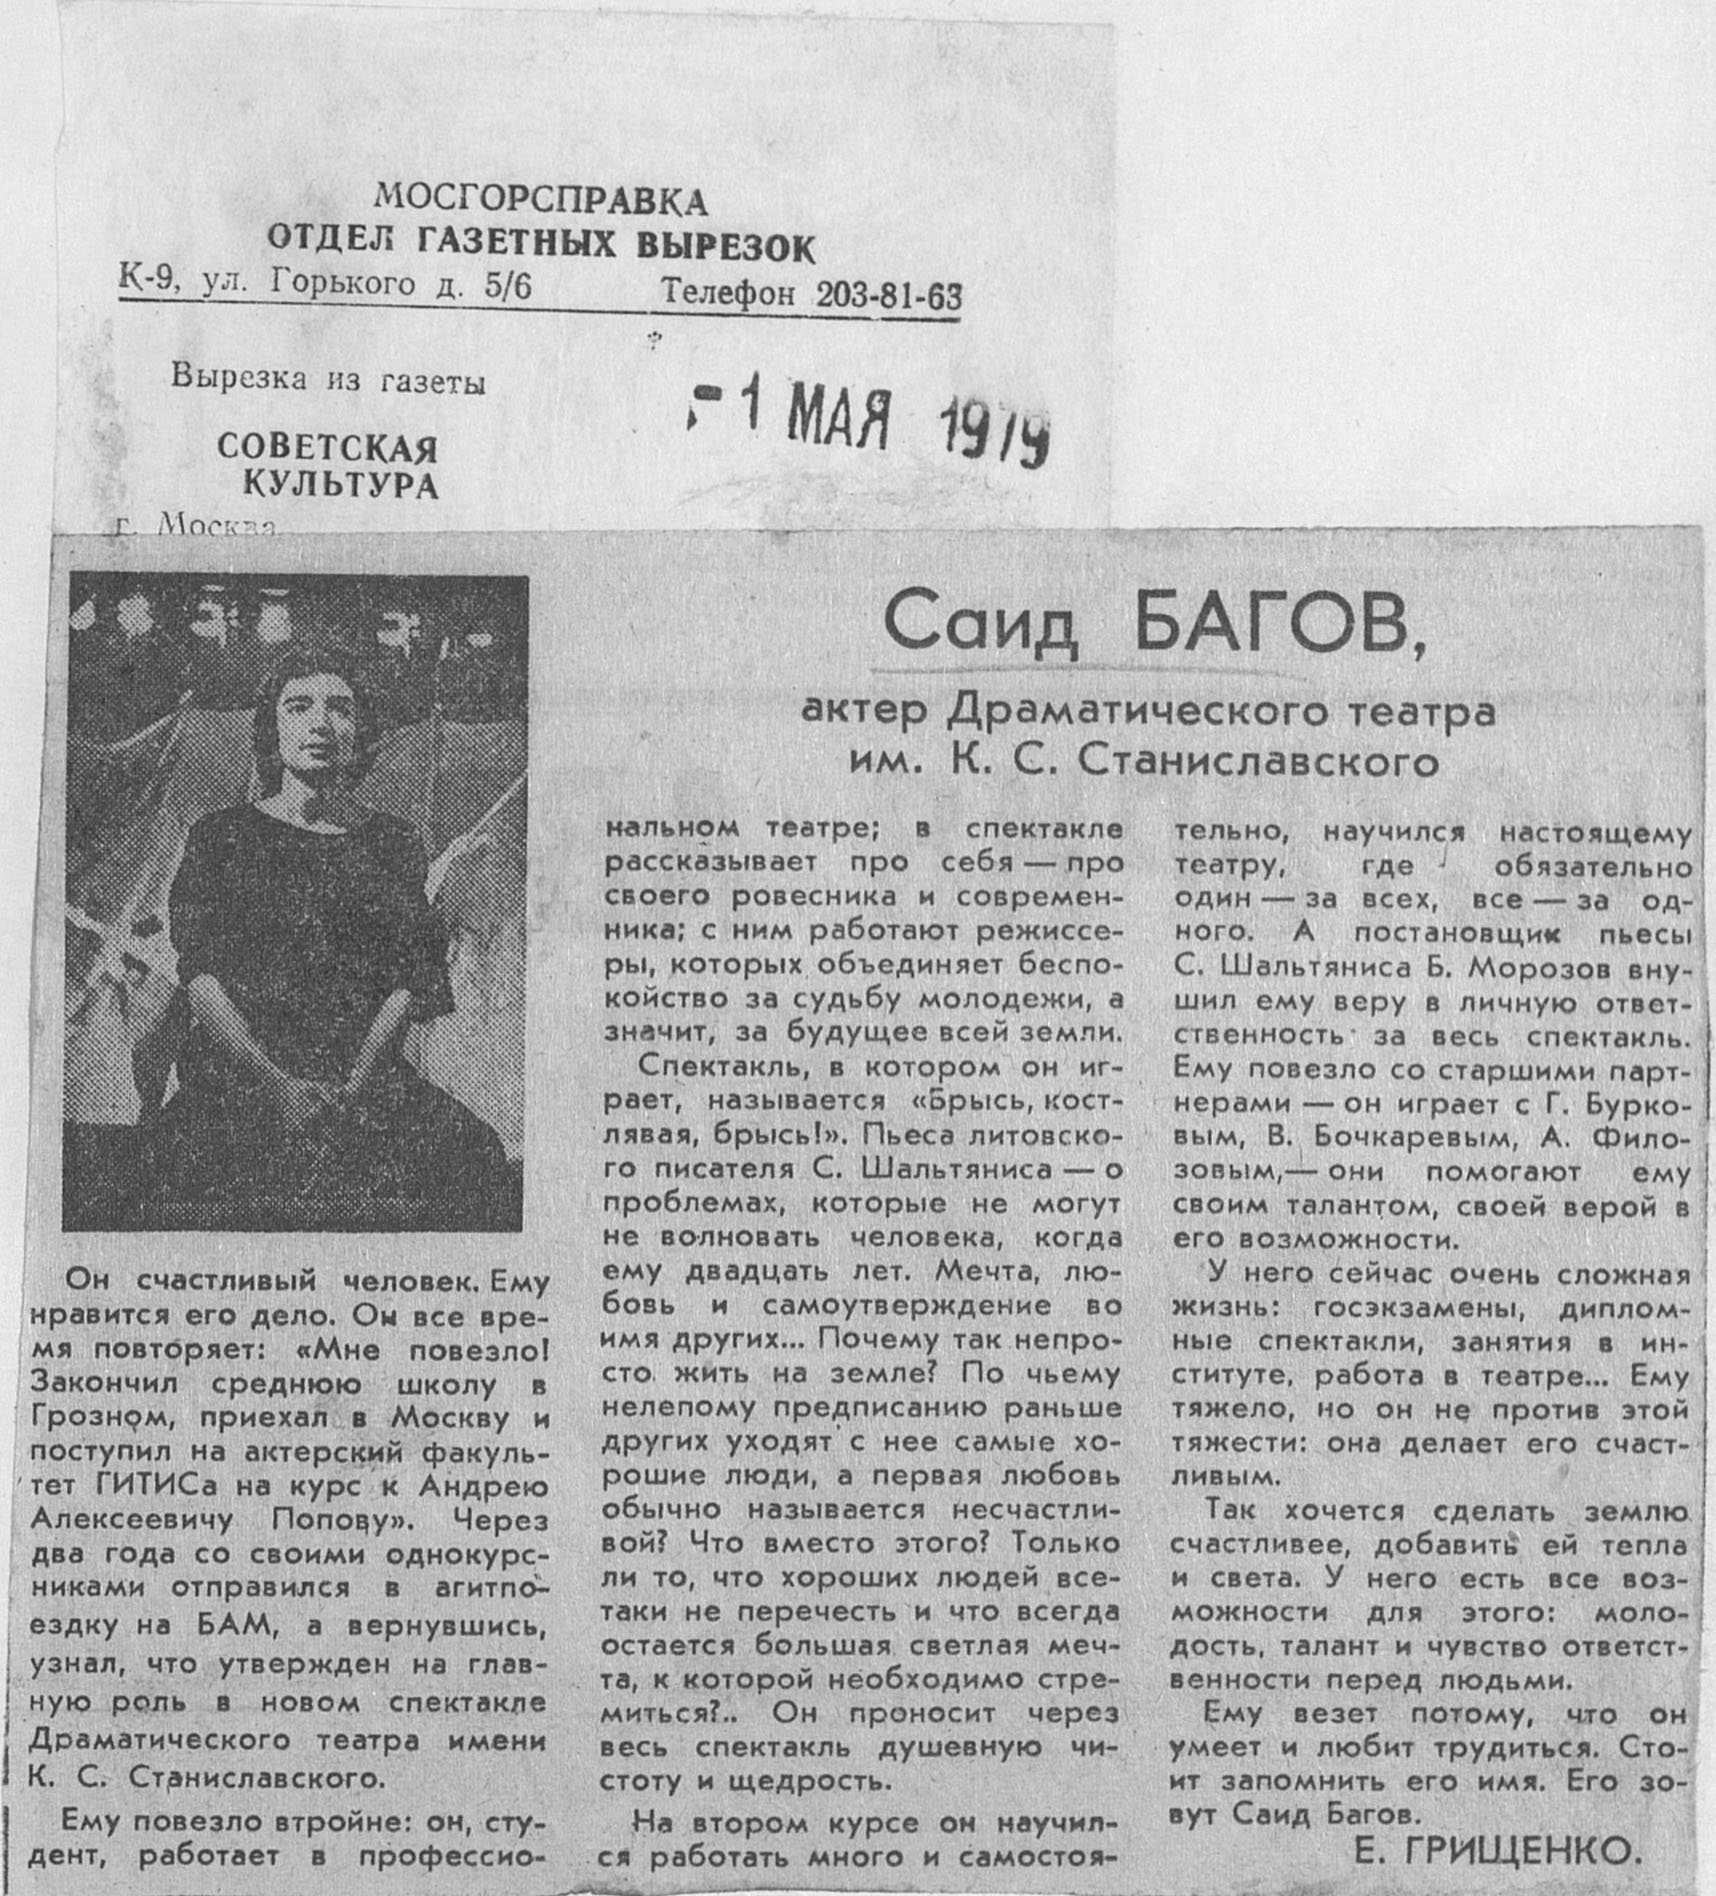 МОСГОРСПРАВКА
ОТДЕЛ ГАЗЕТНЫХ ВЫРЕЗОК
К-9, ул. Горького д. 5/6 Телефон 203-81-63
Вырезка из газеты
СОВЕТСКАЯ
КУЛЬТУРА
г. Москва
-1 МАЯ 1979
Саид БАГОВ,
актер Драматического театра
им. К. С. Станиславского
Он счастливый человек. Ему
нравится его дело. Он все вре-
мя повторяет: «Мне повезло!
Закончил среднюю школу в
Грозном, приехал в Москву и
поступил на актерский факуль-
тет ГИТИСа на курс к Андрею
Алексеевичу Попову». Через
два года со своими однокурс-
никами отправился в агитпо-
ездку на БАМ, а вернувшись,
узнал, что утвержден на глав-
ную роль в новом спектакле
Драматического театра имени
К. С. Станиславского.
Ему повезло втройне: он, сту-
дент, работает в профессио-
нальном театре; в спектакле
рассказывает про себя — про
своего ровесника и современ-
ника; с ним работают режиссе-
ры, которых объединяет беспо-
койство за судьбу молодежи, а
значит, за будущее всей земли.
Спектакль, в котором он иг-
рает, называется «Брысь, кост-
лявая, брысь!». Пьеса литовско-
го писателя С. Шальтяниса — о
проблемах, которые не могут
не волновать человека, когда
ему двадцать лет. Мечта, лю-
бовь и самоутверждение во
имя других... Почему так непро-
сто жить на земле? По чьему
нелепому предписанию раньше
других уходят с нее самые хо-
рошие люди, а первая любовь
обычно называется несчастли-
вой? Что вместо этого? Только
ли то, что хороших людей все-
таки не перечесть и что всегда
остается большая светлая меч-
та, к которой необходимо стре-
миться?.. Он проносит через
весь спектакль душевную чи-
стоту и щедрость.
На втором курсе он научил-
ся работать много и самостоя-
тельно, научился настоящему
театру, где обязательно
один — за всех, все — за од-
ного. А постановщик пьесы
С. Шальтяниса Б. Морозов вну-
шил ему веру в личную ответ-
ственность за весь спектакль.
Ему повезло со старшими парт-
нерами — он играет с Г. Бурко-
вым, В. Бочкаревым, А. Фило-
зовым,— они помогают ему
своим талантом, своей верой в
его возможности.
У него сейчас очень сложная
жизнь: госэкзамены, диплом-
ные спектакли, занятия в ин-
ституте, работа в театре... Ему
тяжело, но он не против этой
тяжести: она делает его счаст-
ливым.
Так хочется сделать землю
счастливее, добавить ей тепла
и света. У него есть все воз-
можности для этого: моло-
дость, талант и чувство ответст-
венности перед людьми.
Ему везет потому, что он
умеет и любит трудиться. Сто-
ит запомнить его имя. Его зо-
вут Саид Багов.
Е. ГРИЩЕНКО.